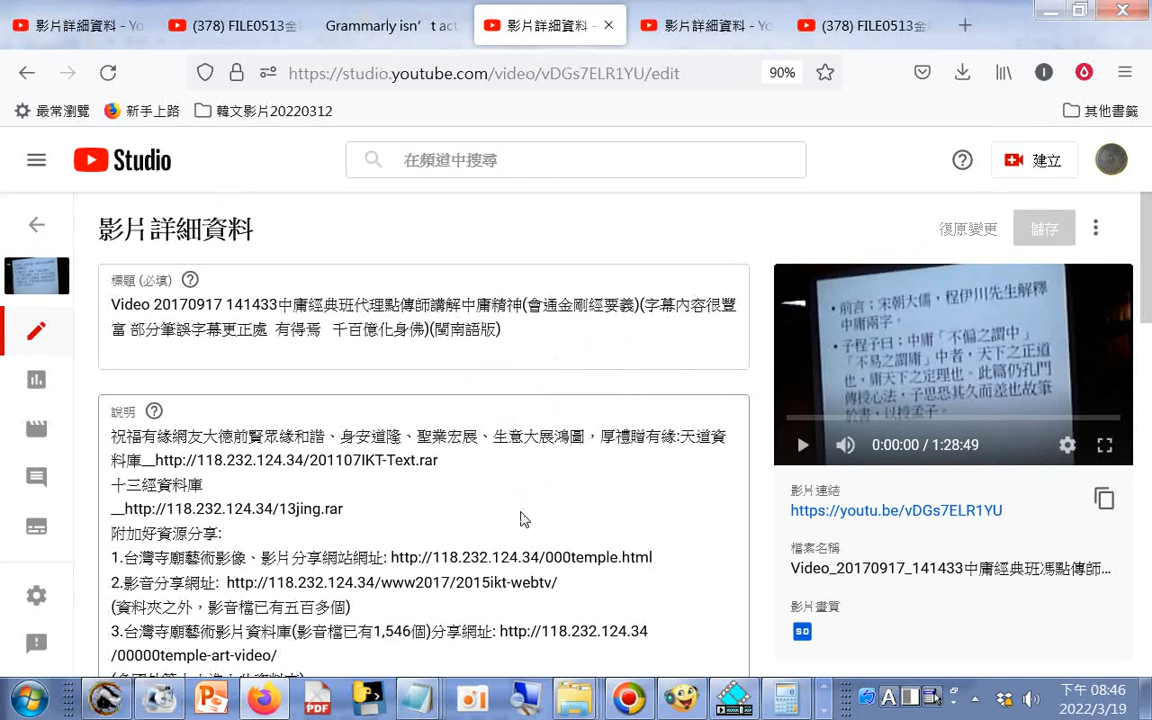 影片詳細資料 - Yo
(378) FILE0513金
Grammarly isn't act
影片詳細資料 -
影片詳細資料 - Yo
(378) FILE0513金
https://studio.youtube.com/video/vDGs7ELR1YU/edit
90%
最常瀏覽
新手上路
韓文影片20220312
其他書籤
Studio
在頻道中搜尋
建立
影片詳細資料
復原變更
儲存
標題 (必填)
Video 20170917 141433中庸經典班代理點傳師講解中庸精神(會通金剛經要義)(字幕內容很豐
富 部分筆誤字幕更正處 有得焉 千百億化身佛)(閩南語版)
說明
祝福有緣網友大德前賢眾緣和諧、身安道隆、聖業宏展、生意大展鴻圖，厚禮贈有緣:天道資
料庫__http://118.232.124.34/201107IKT-Text.rar
十三經資料庫
__http://118.232.124.34/13jing.rar
附加好資源分享:
1.台灣寺廟藝術影像、影片分享網站網址: http://118.232.124.34/000temple.html
2.影音分享網址: http://118.232.124.34/www2017/2015ikt-webtv/
(資料夾之外，影音檔已有五百多個)
3.台灣寺廟藝術影片資料庫(影音檔已有1,546個)分享網址: http://118.232.124.34
/00000temple-art-video/
• 前言：宋朝大儒，程伊川先生解釋
中庸兩字。
• 子程子曰：中庸「不偏之謂中」
「不易之謂庸」中者，天下之正道
也，庸天下之定理也。此篇仍孔門
傳授心法，子思恐其久而差也故筆
於書，以授孟子。
0:00:00 / 1:28:49
影片連結
https://youtu.be/vDGs7ELR1YU
檔案名稱
Video_20170917_141433中庸經典班馮點傳師...
影片畫質
SD
下午 08:46
2022/3/19